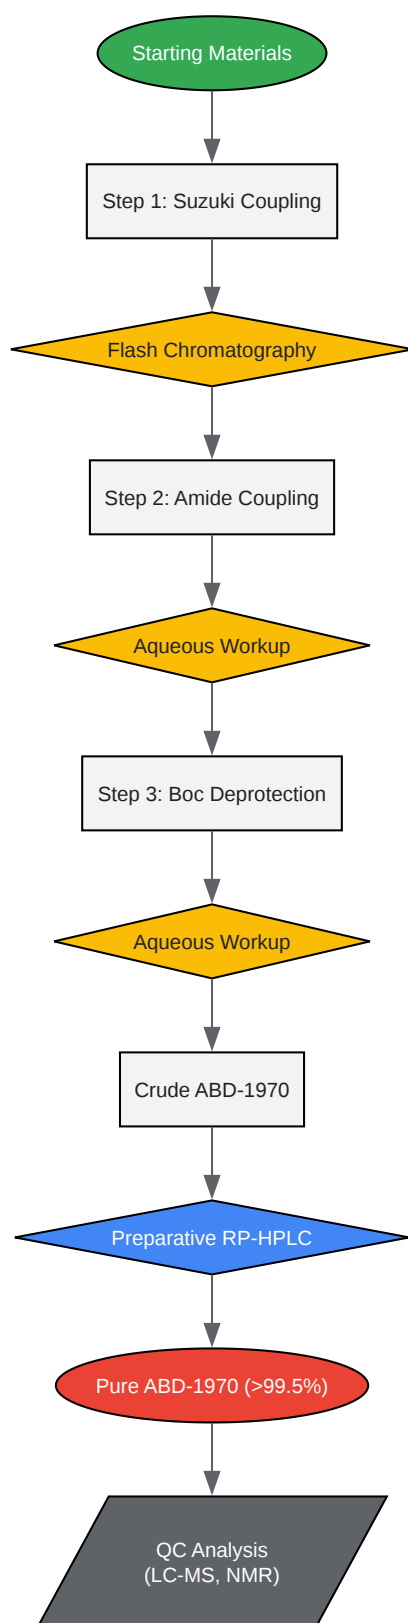 Starting Materials
Step 1: Suzuki Coupling
Flash Chromatography
Step 2: Amide Coupling
Aqueous Workup
Step 3: Boc Deprotection
Aqueous Workup
Crude ABD-1970
Preparative RP-HPLC
Pure ABD-1970 (>99.5%)
QC Analysis
(LC-MS, NMR)